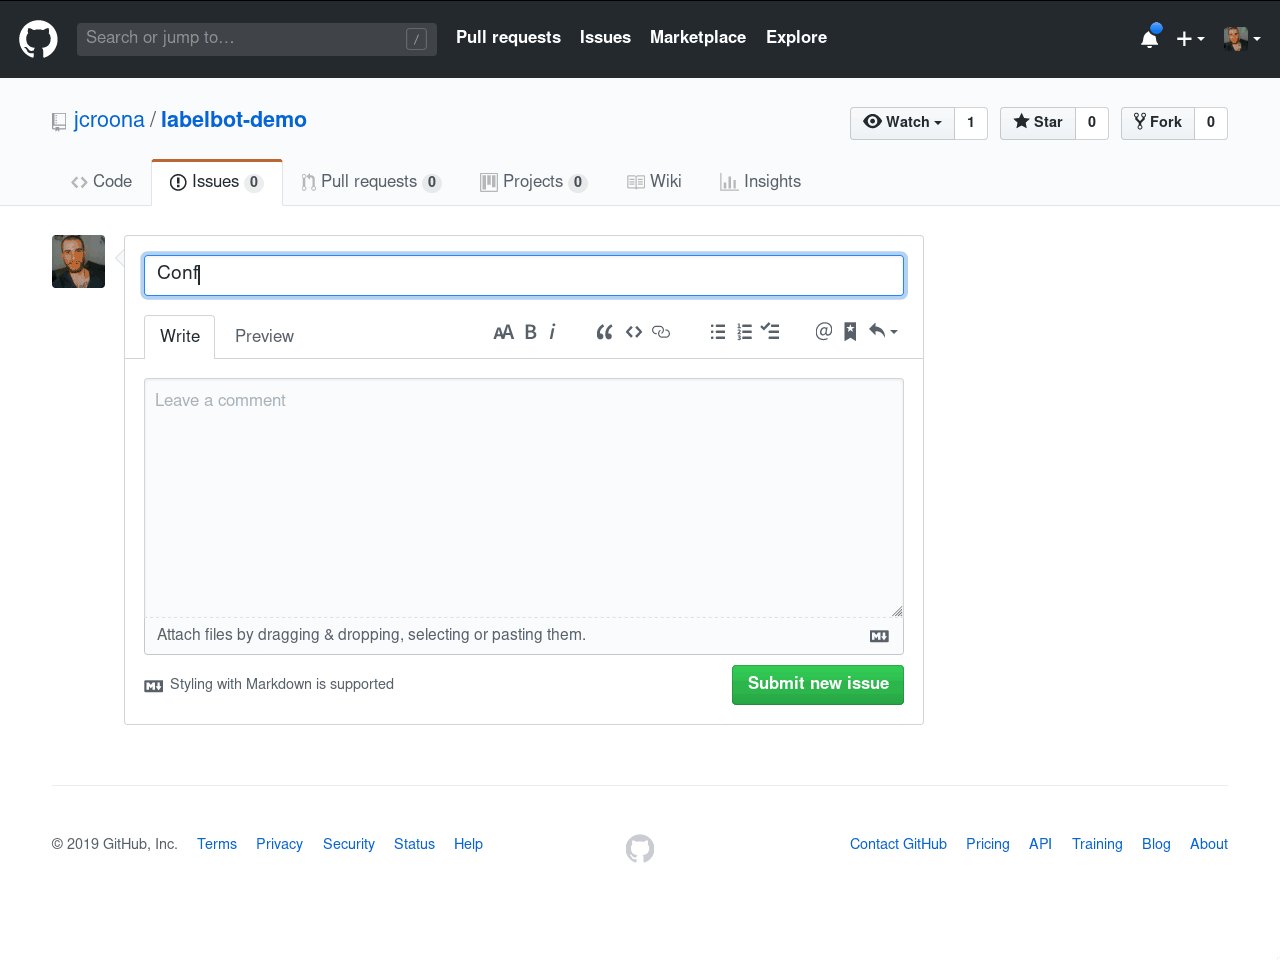 Search or jump to… / Pull requests Issues Marketplace Explore
jcroona / labelbot-demo Watch 1 Star 0 Fork 0
Code Issues 0 Pull requests 0 Projects 0 Wiki Insights
Conf
Write Preview AA B i
Leave a comment
Attach files by dragging & dropping, selecting or pasting them.
Styling with Markdown is supported Submit new issue
© 2019 GitHub, Inc. Terms Privacy Security Status Help Contact GitHub Pricing API Training Blog About